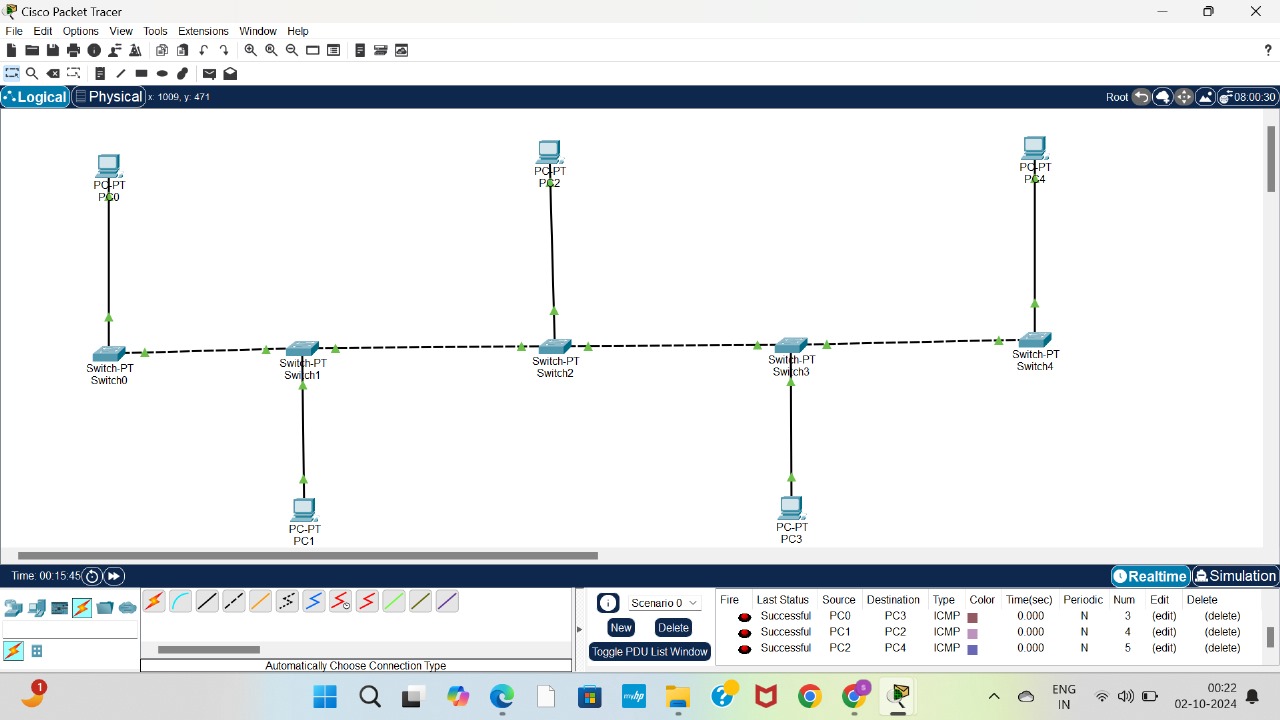 Cisco Packet Tracer
File Edit Options View Tools Extensions Window Help
?
Logical Physical x: 1009, y: 471 Root 08:00:30
PC-PT
PC0
PC-PT
PC2
PC-PT
PC4
Switch-PT
Switch0
Switch-PT
Switch1
Switch-PT
Switch2
Switch-PT
Switch3
Switch-PT
Switch4
PC-PT
PC1
PC-PT
PC3
Time: 00:15:45 Realtime Simulation
Scenario 0
New Delete
Toggle PDU List Window
Fire Last Status Source Destination Type Color Time(sec) Periodic Num Edit Delete
Successful PC0 PC3 ICMP 0.000 N 3 (edit) (delete)
Successful PC1 PC2 ICMP 0.000 N 4 (edit) (delete)
Successful PC2 PC4 ICMP 0.000 N 5 (edit) (delete)
Automatically Choose Connection Type
1
myhp
ENG
IN
00:22
02-10-2024